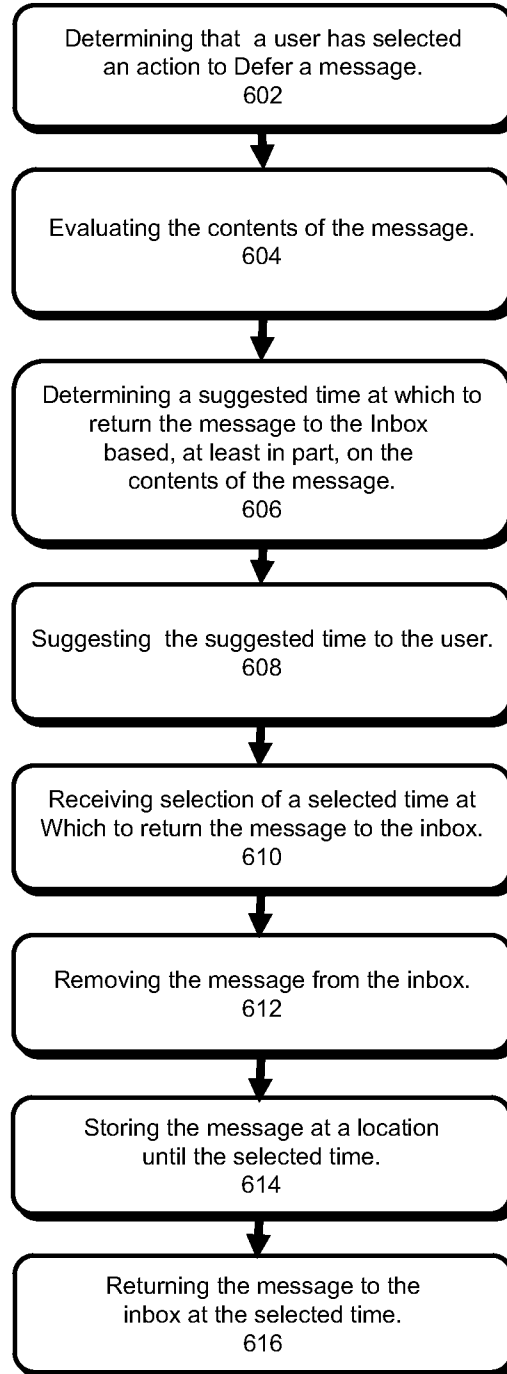 Determining that a user has selected
an action to Defer a message.
602
Evaluating the contents of the message.
604
Determining a suggested time at which to
return the message to the Inbox
based, at least in part, on the
contents of the message.
606
Suggesting the suggested time to the user.
608
Receiving selection of a selected time at
Which to return the message to the inbox.
610
Removing the message from the inbox.
612
Storing the message at a location
until the selected time.
614
Returning the message to the
inbox at the selected time.
616